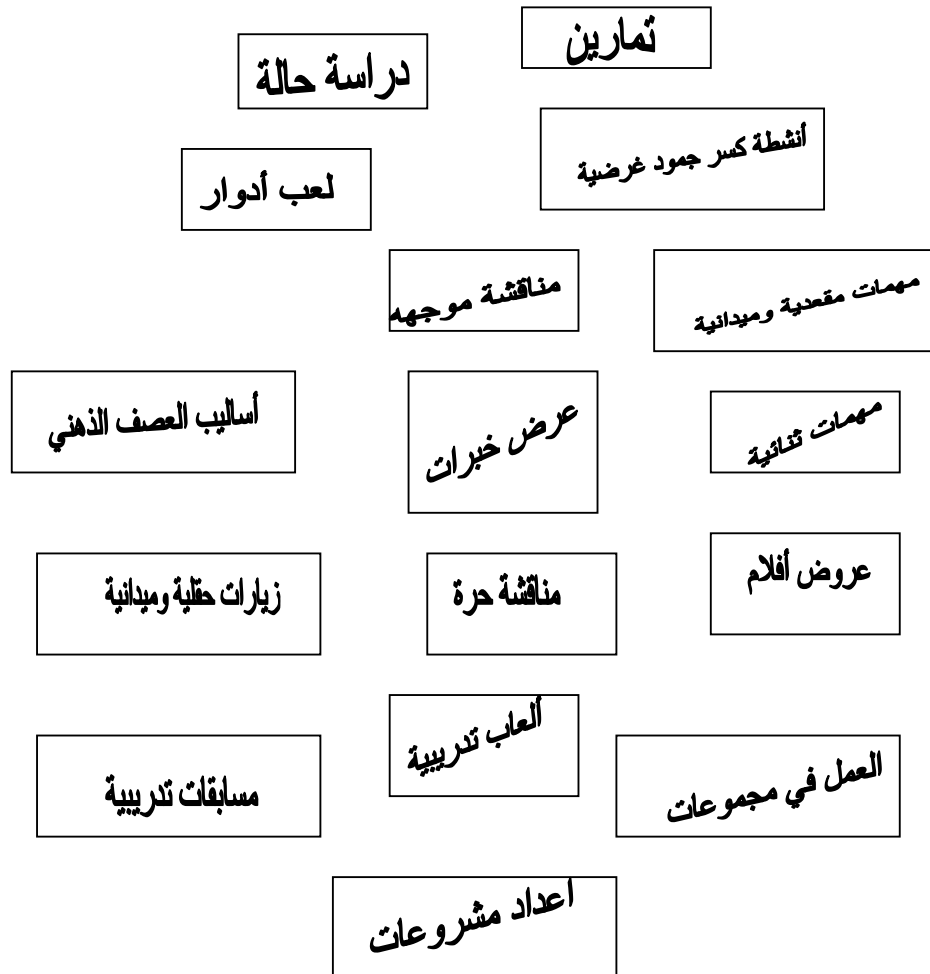 تمارين
دراسة حالة
أنشطة كسر جمود غرضية
لعب أدوار
مناقشة موجهه
مهمات مقعدية وميدانية
أساليب العصف الذهني
عرض خبرات
مهمات ثنائية
عروض أفلام
مناقشة حرة
زيارات حقلية وميدانية
ألعاب تدريبية
العمل في مجموعات
مسابقات تدريبية
اعداد مشروعات